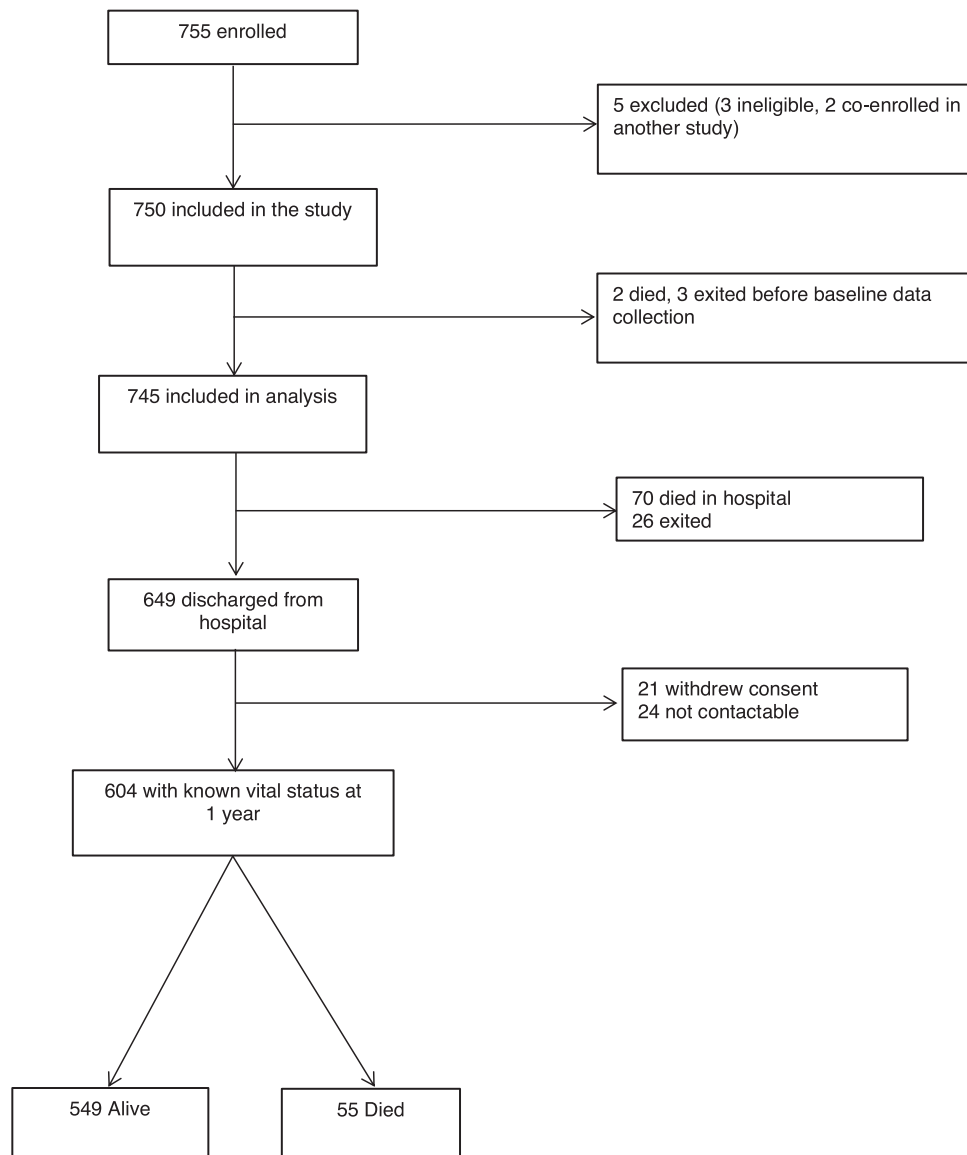 755 enrolled
5 excluded (3 ineligible, 2 co-enrolled in
another study)
750 included in the study
2 died, 3 exited before baseline data
collection
745 included in analysis
70 died in hospital
26 exited
649 discharged from
hospital
21 withdrew consent
24 not contactable
604 with known vital status at
1 year
549 Alive
55 Died